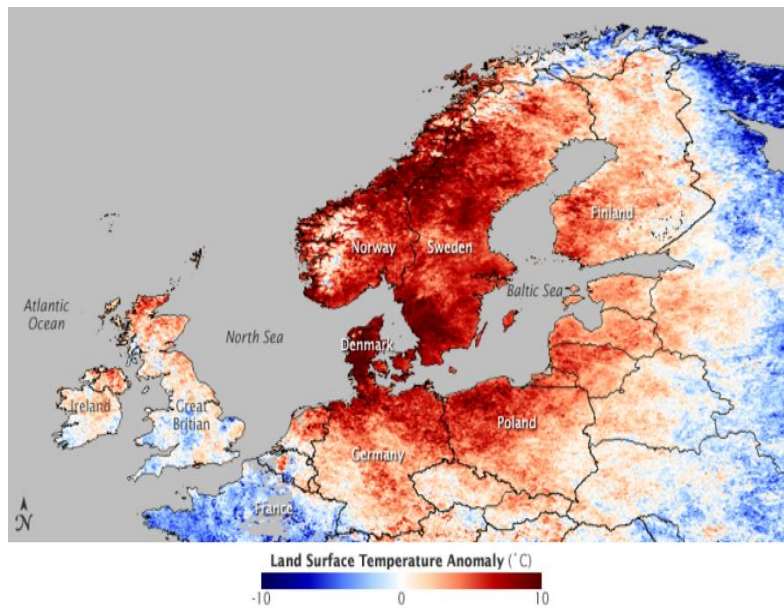 Finland
Norway
Sweden
Atlantic
Ocean
Baltic Sea
North Sea
Denmark
Ireland
Great
Britian
Poland
Germany
France
N
Land Surface Temperature Anomaly (˚C)
-10 0 10